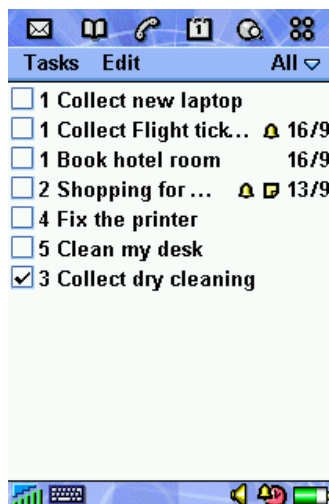 1
Tasks Edit All
1 Collect new laptop
1 Collect Flight tick... 16/9
1 Book hotel room 16/9
2 Shopping for ... 13/9
4 Fix the printer
5 Clean my desk
3 Collect dry cleaning